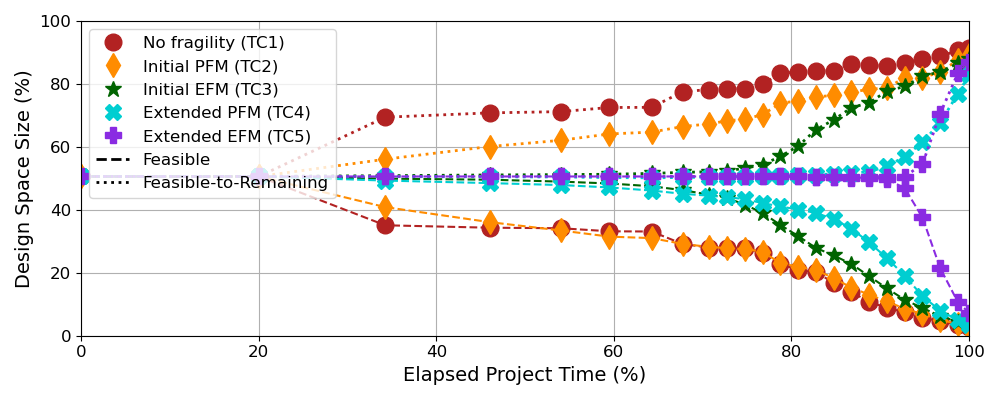 100
80
60
40
20
0
Design Space Size (%)
No fragility (TC1)
Initial PFM (TC2)
Initial EFM (TC3)
Extended PFM (TC4)
Extended EFM (TC5)
Feasible
Feasible-to-Remaining
0 20 40 60 80 100
Elapsed Project Time (%)